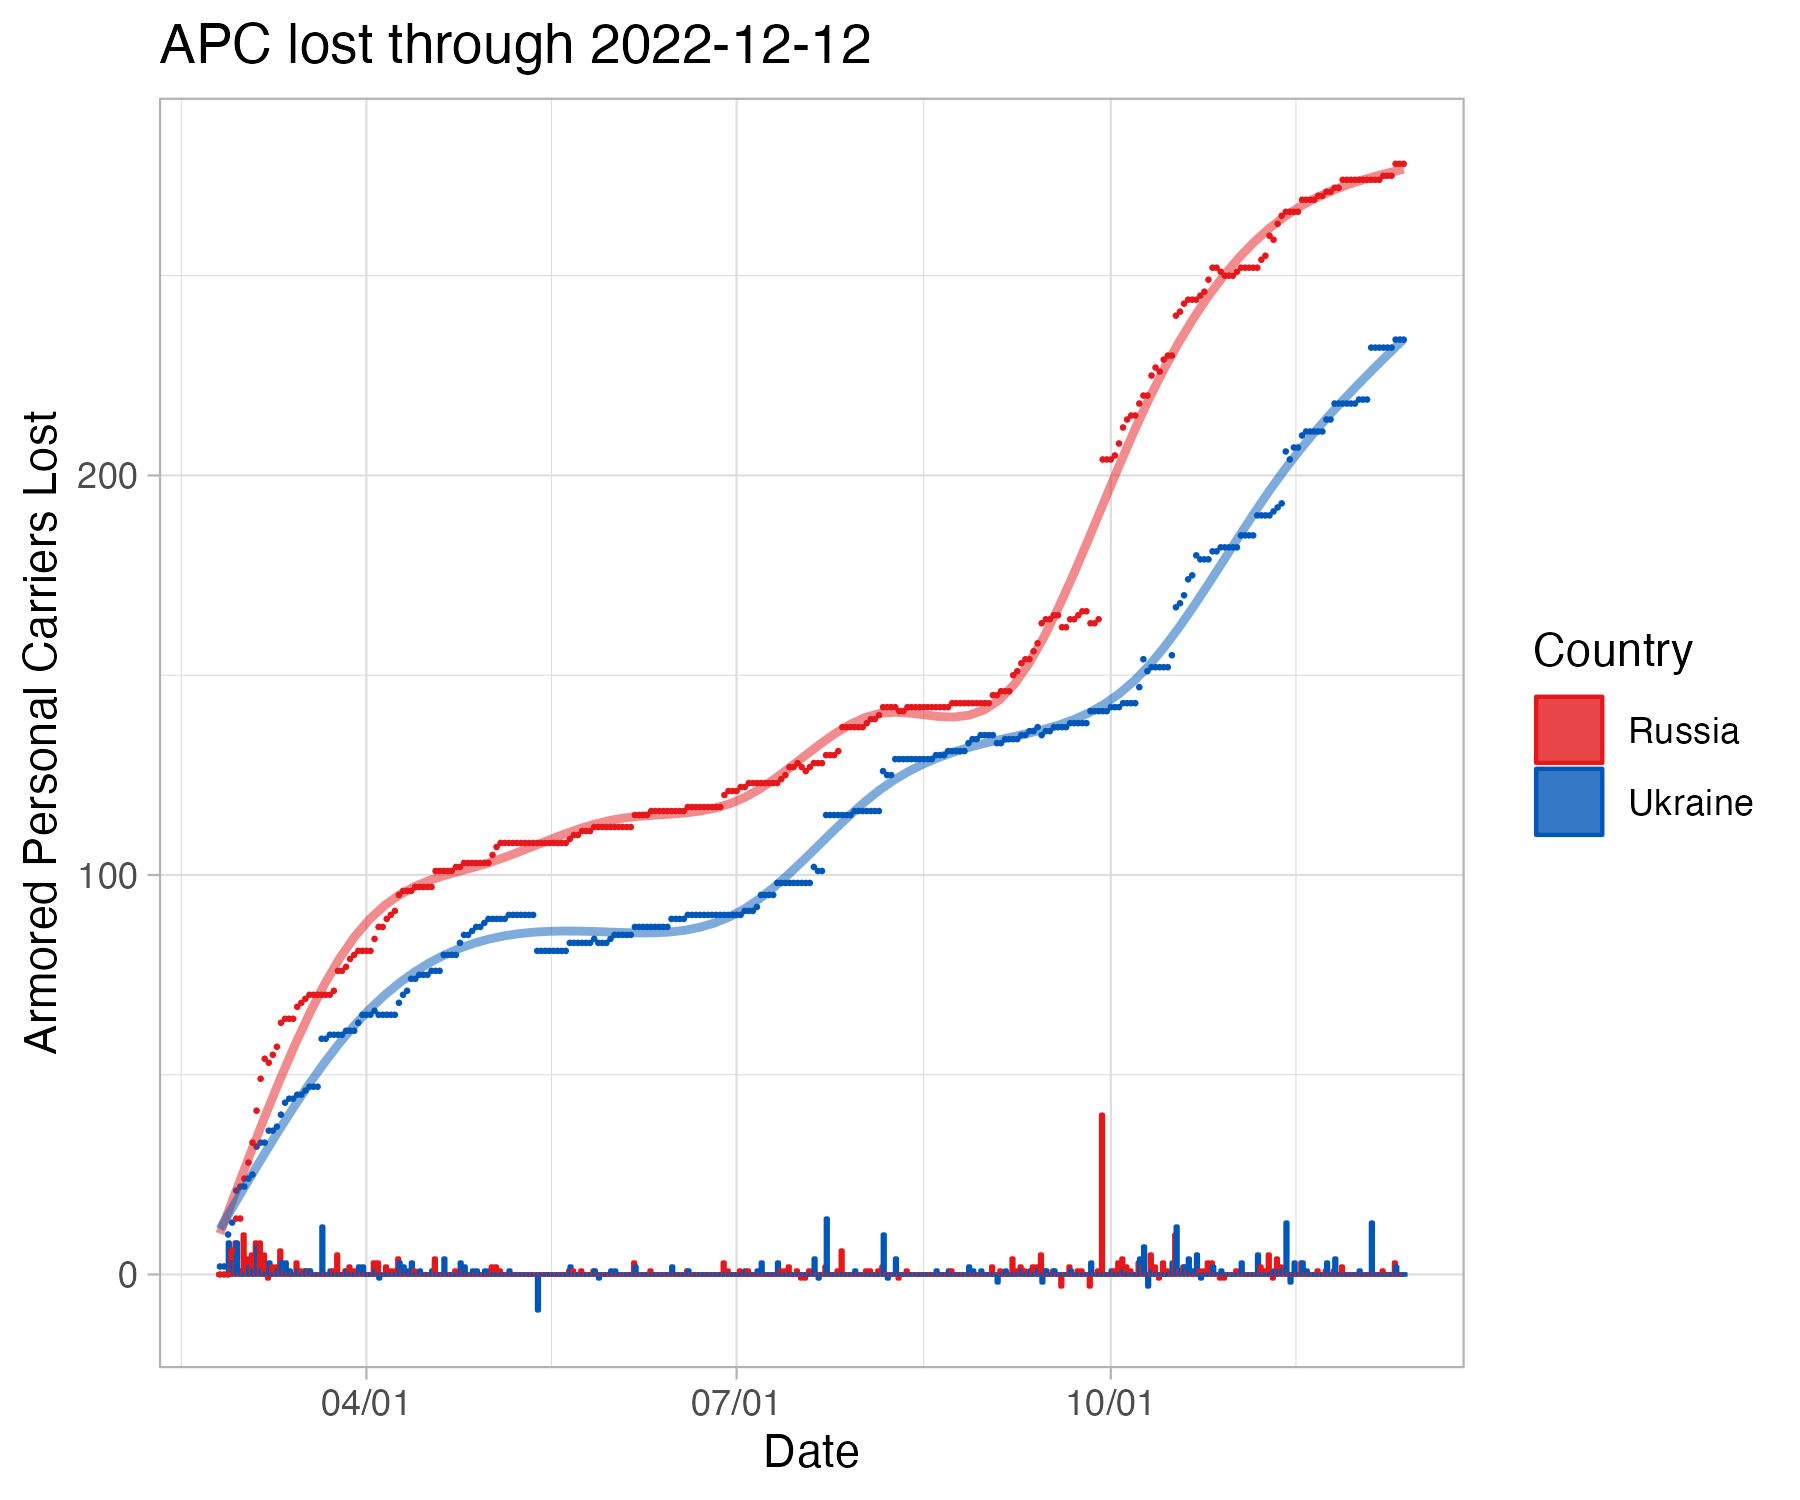 APC lost through 2022-12-12
Armored Personal Carriers Lost
200
100
0
04/01
07/01
10/01
Date
Country
Russia
Ukraine